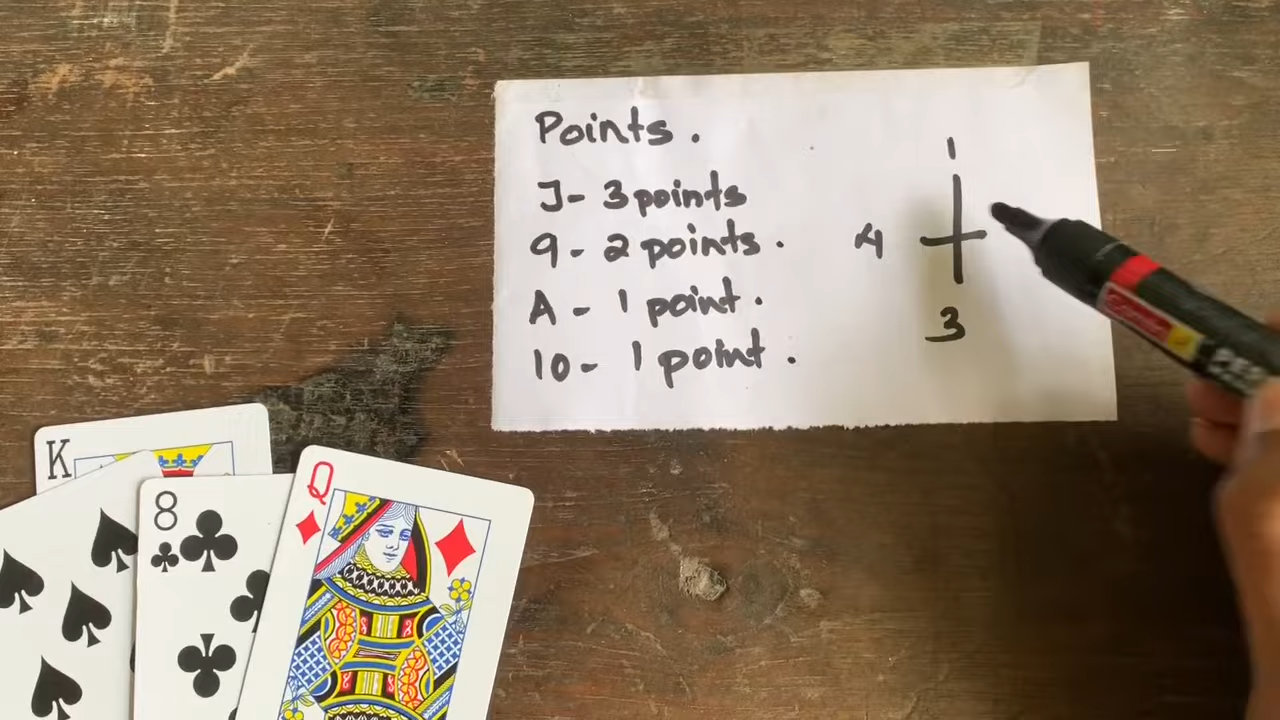 Points.
J- 3 points
9- 2 points.
A - 1 point.
10- 1 point.
1
4
3
K
8
Q